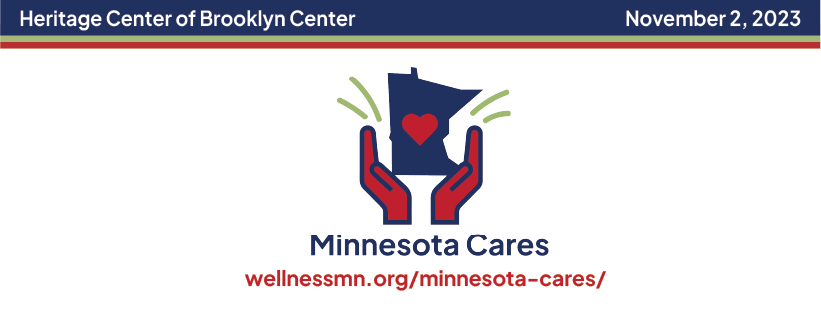 Heritage Center of Brooklyn Center
November 2, 2023
Minnesota Cares
wellnessmn.org/minnesota-cares/